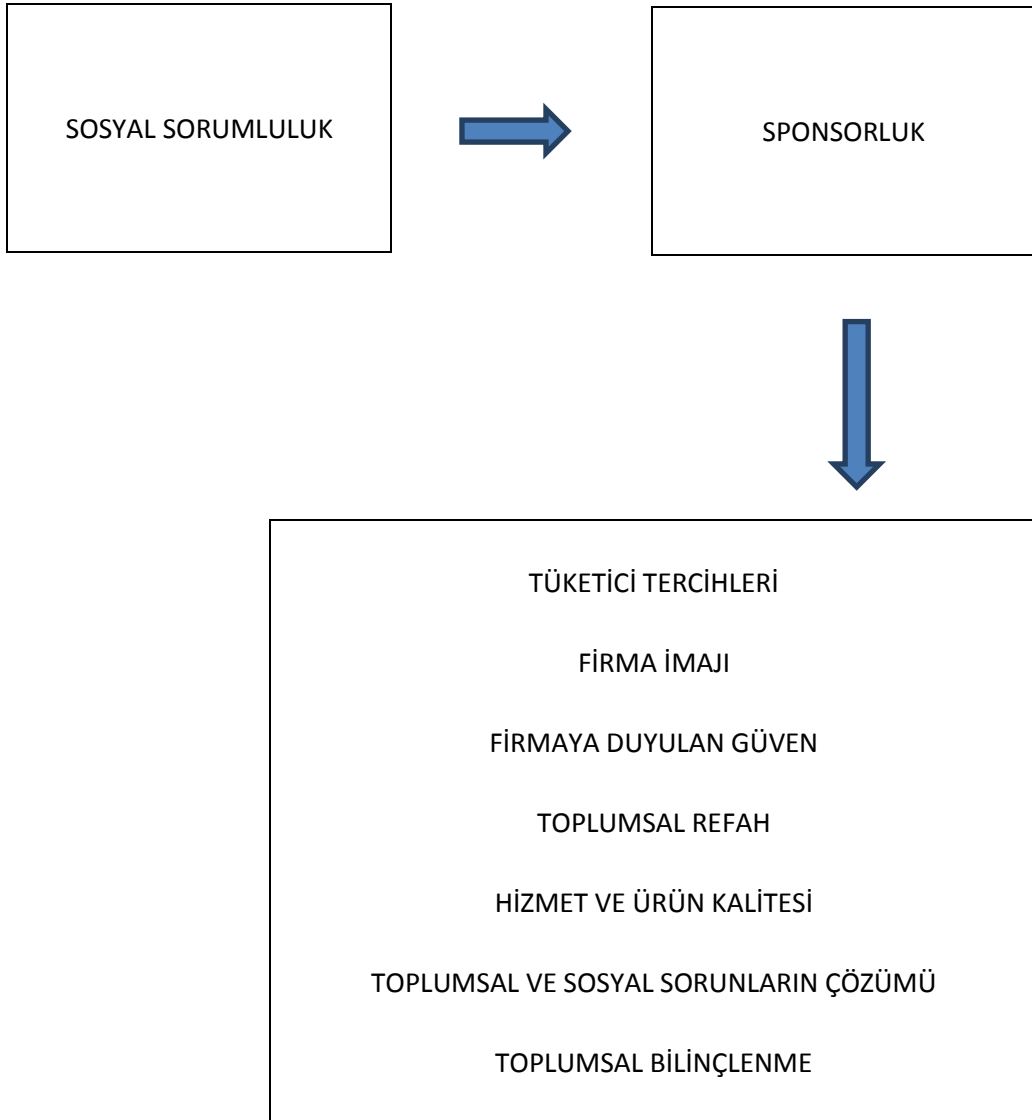 SOSYAL SORUMLULUK
SPONSORLUK
TÜKETİCİ TERCİHLERİ
FİRMA İMAJI
FİRMAYA DUYULAN GÜVEN
TOPLUMSAL REFAH
HİZMET VE ÜRÜN KALİTESİ
TOPLUMSAL VE SOSYAL SORUNLARIN ÇÖZÜMÜ
TOPLUMSAL BİLİNÇLENME